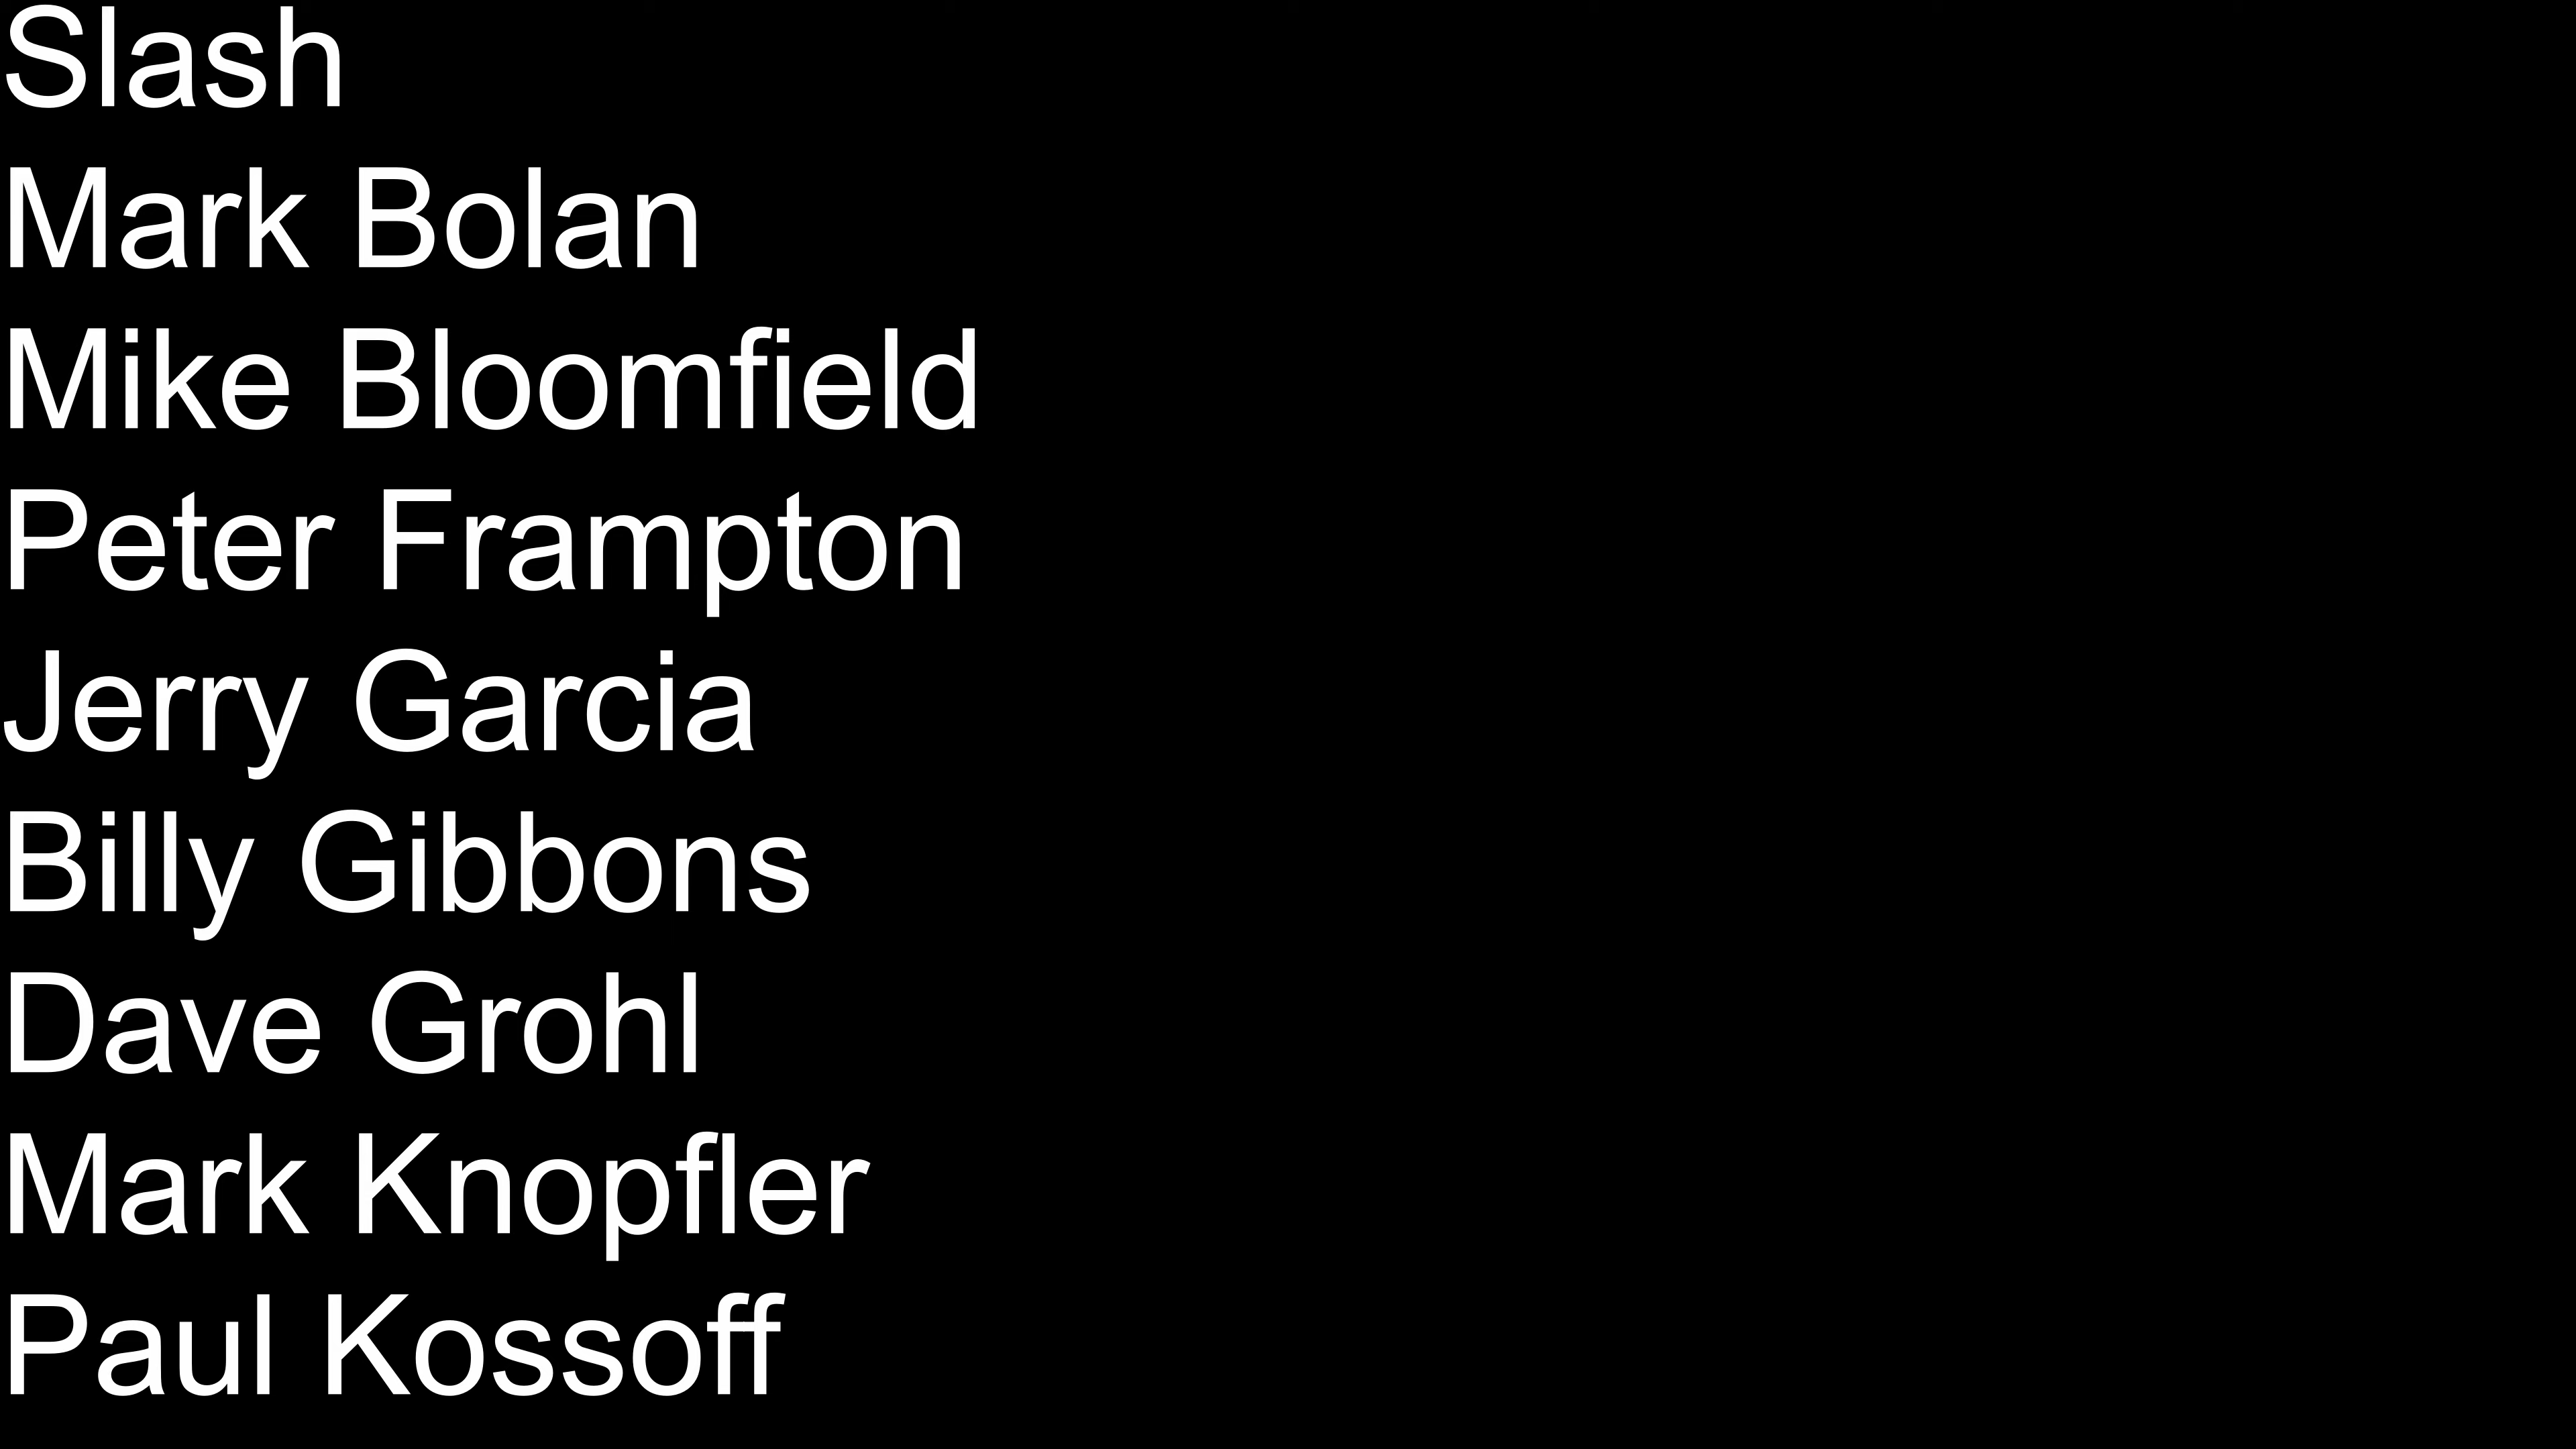 Slash
Mark Bolan
Mike Bloomfield
Peter Frampton
Jerry Garcia
Billy Gibbons
Dave Grohl
Mark Knopfler
Paul Kossoff